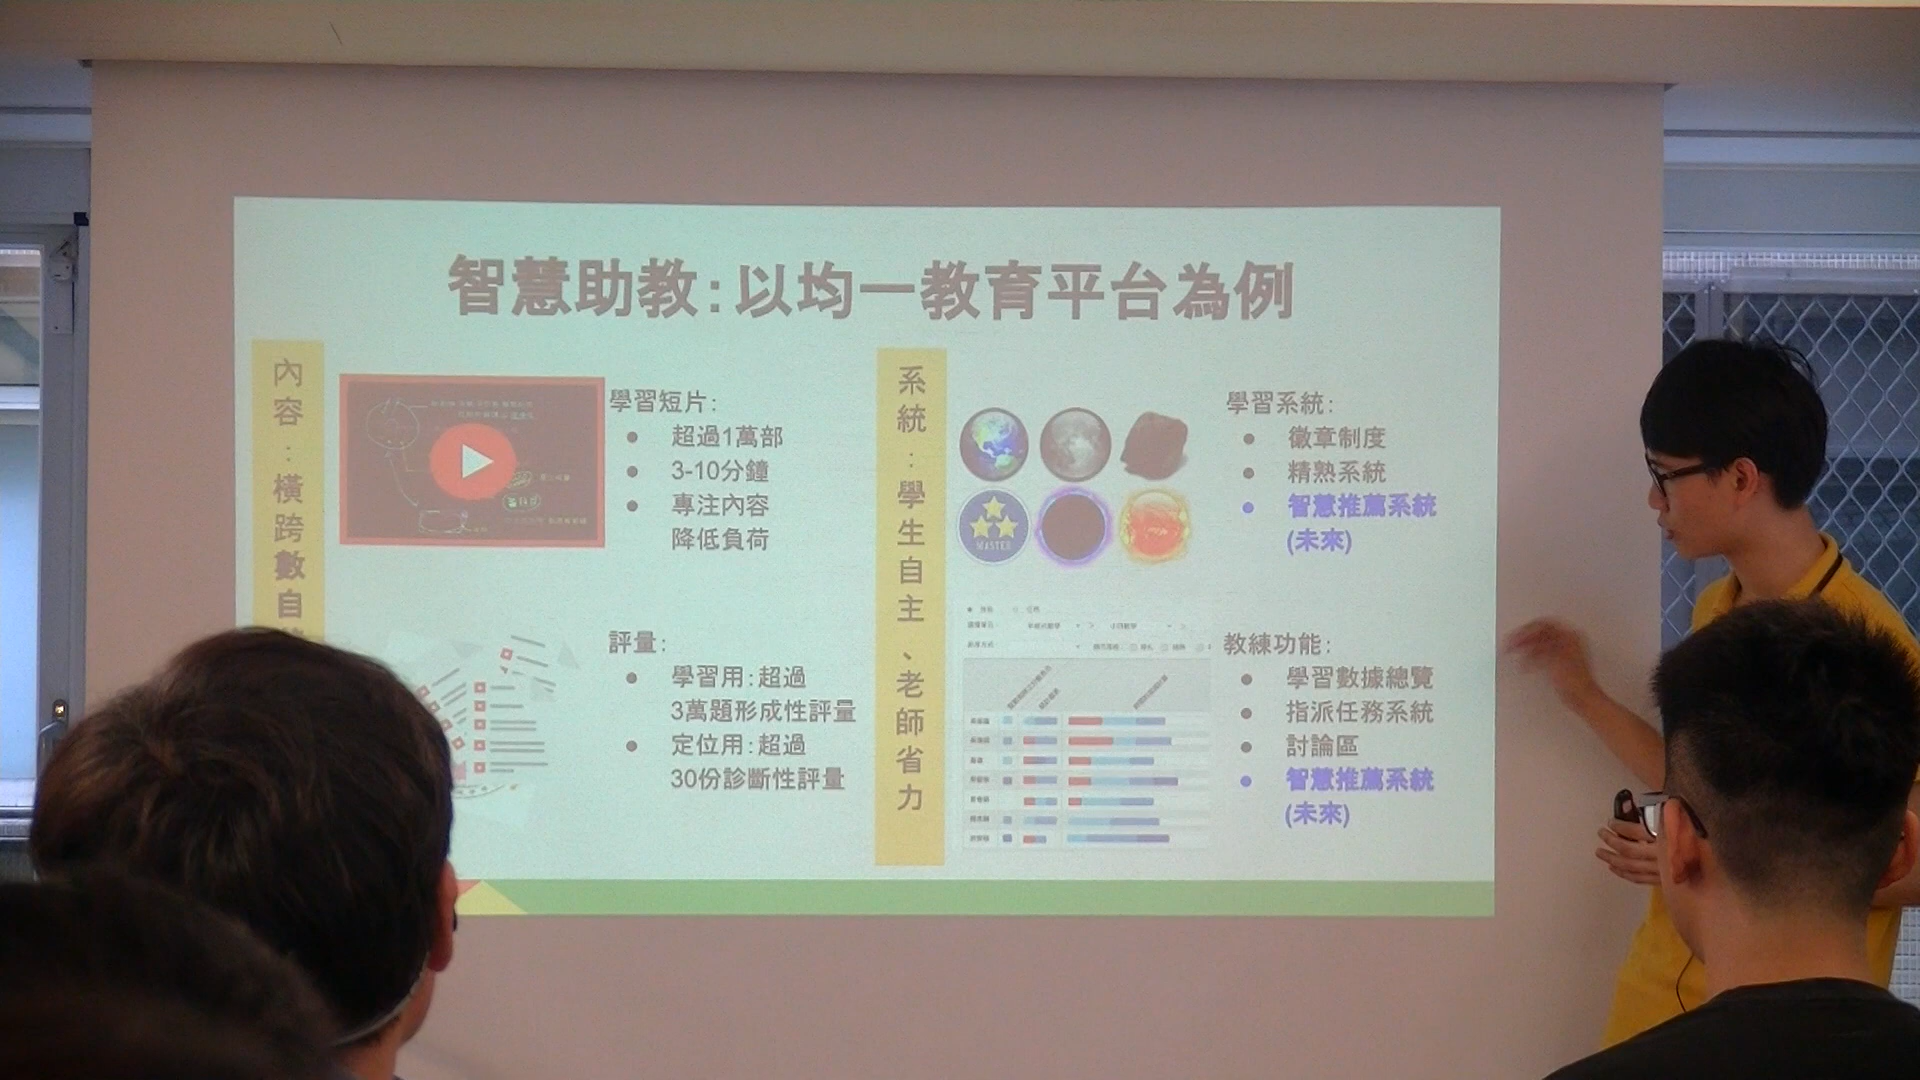 智慧助教:以均一教育平台為例
內容:橫跨數自
學習短片:
超過1萬部
3-10分鐘
專注內容
降低負荷
評量:
學習用:超過
3萬題形成性評量
定位用:超過
30份診斷性評量
系統:學生自主、老師省力
MASTER
學習系統:
徽章制度
精熟系統
智慧推薦系統
(未來)
教練功能:
學習數據總覽
指派任務系統
討論區
智慧推薦系統
(未來)